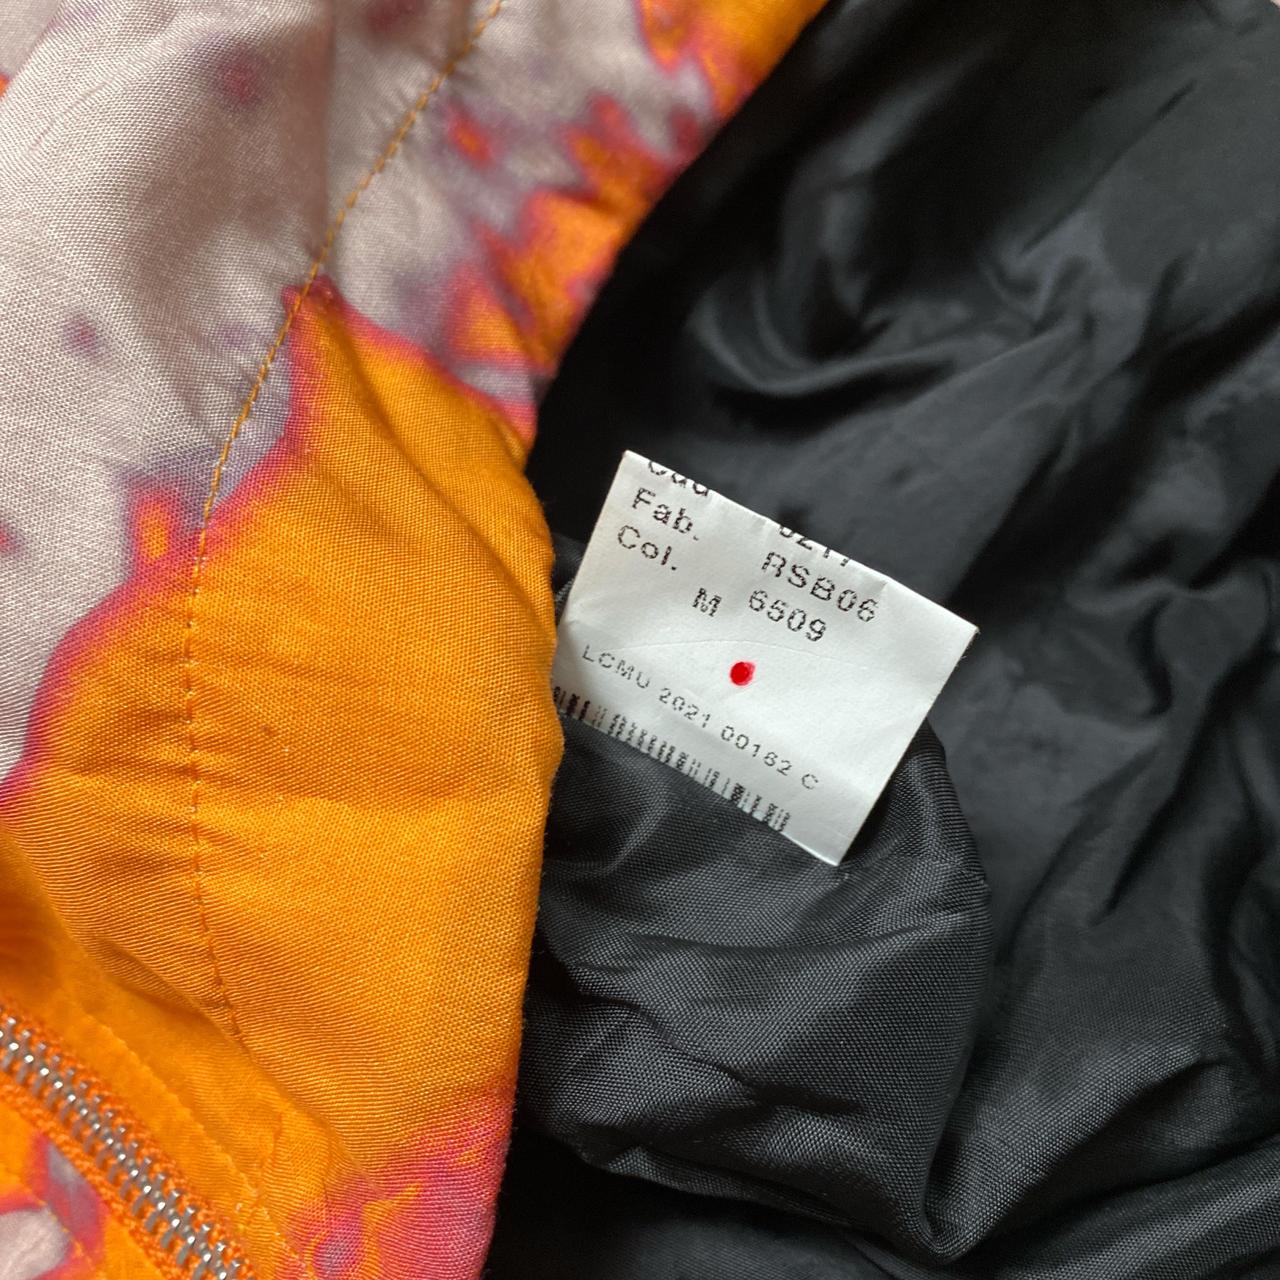 Fab.
RSB06
Col.
M 6509
LCMU 2021 00162 C